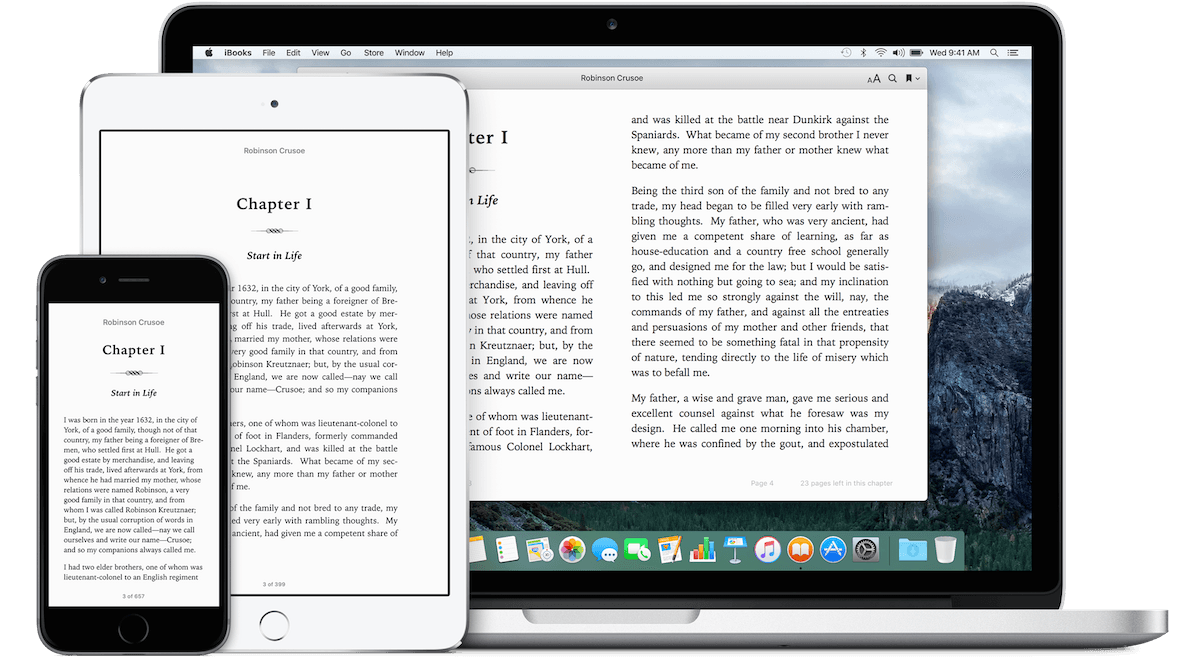 iBooks File Edit View Go Store Window Help
Wed 9:41 AM
Robinson Crusoe
AA
ter I
Life
, in the city of York, of a
that country, my father
who settled first at Hull.
rchandise, and leaving off
at York, from whence he
ose relations were named
y in that country, and from
n Kreutznaer; but, by the
in England, we are now
es and write our name—
ns always called me.
e of whom was lieutenant-
nt of foot in Flanders, for-
famous Colonel Lockhart,
and was killed at the battle near Dunkirk against the
Spaniards. What became of my second brother I never
knew, any more than my father or mother knew what
became of me.
Being the third son of the family and not bred to any
trade, my head began to be filled very early with ram-
bling thoughts. My father, who was very ancient, had
given me a competent share of learning, as far as
house-education and a country free school generally
go, and designed me for the law; but I would be satis-
fied with nothing but going to sea; and my inclination
to this led me so strongly against the will, nay, the
commands of my father, and against all the entreaties
and persuasions of my mother and other friends, that
there seemed to be something fatal in that propensity
of nature, tending directly to the life of misery which
was to befall me.
My father, a wise and grave man, gave me serious and
excellent counsel against what he foresaw was my
design. He called me one morning into his chamber,
where he was confined by the gout, and expostulated
Page 4
23 pages left in this chapter
Robinson Crusoe
Chapter I
Start in Life
r 1632, in the city of York, of a good family,
ountry, my father being a foreigner of Bre-
rst at Hull. He got a good estate by mer-
g off his trade, lived afterwards at York,
married my mother, whose relations were
very good family in that country, and from
obinson Kreutznaer; but, by the usual cor-
England, we are now called—nay we call
our name—Crusoe; and so my companions
hers, one of whom was lieutenant-colonel to
of foot in Flanders, formerly commanded
nel Lockhart, and was killed at the battle
t the Spaniards. What became of my sec-
knew, any more than my father or mother
f me.
of the family and not bred to any trade, my
ed very early with rambling thoughts. My
ancient, had given me a competent share of
3 of 399
Robinson Crusoe
Chapter I
Start in Life
I was born in the year 1632, in the city of
York, of a good family, though not of that
country, my father being a foreigner of Bre-
men, who settled first at Hull. He got a
good estate by merchandise, and leaving
off his trade, lived afterwards at York, from
whence he had married my mother, whose
relations were named Robinson, a very
good family in that country, and from
whom I was called Robinson Kreutznaer;
but, by the usual corruption of words in
England, we are now called—nay we call
ourselves and write our name—Crusoe;
and so my companions always called me.
I had two elder brothers, one of whom was
lieutenant-colonel to an English regiment
3 of 657